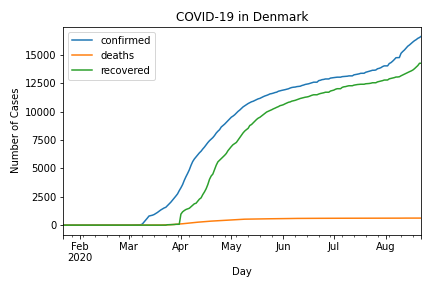 COVID-19 in Denmark
confirmed
deaths
recovered
Number of Cases
15000
12500
10000
7500
5000
2500
0
Feb Mar Apr May Jun Jul Aug
2020
Day